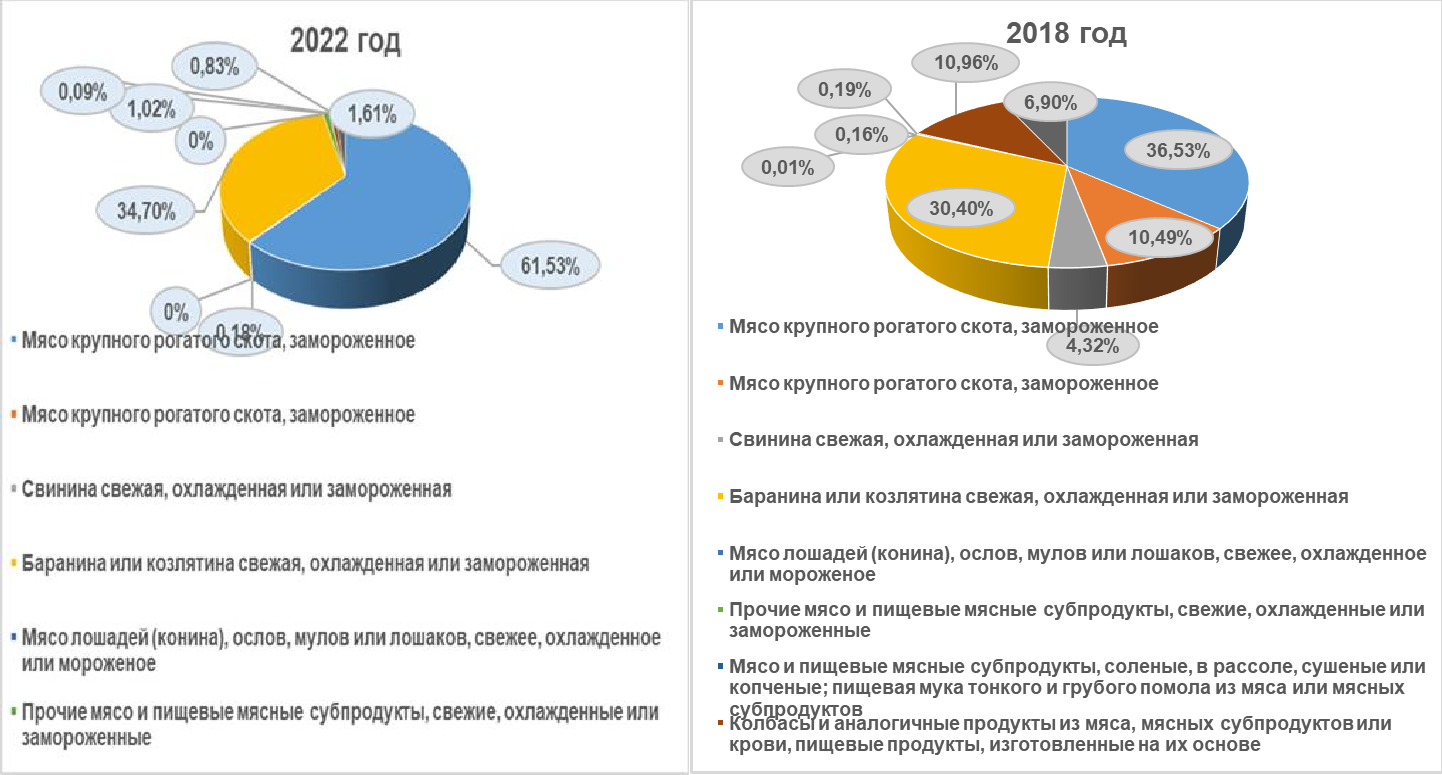 2022 год
0,83%
0,09%
1,02%
1,61%
0%
34,70%
61,53%
0%
0,18%
Мясо крупного рогатого скота, замороженное
Мясо крупного рогатого скота, замороженное
Свинина свежая, охлажденная или замороженная
Баранина или козлятина свежая, охлажденная или замороженная
Мясо лошадей (конина), ослов, мулов или лошаков, свежее, охлажденное
или мороженое
Прочие мясо и пищевые мясные субпродукты, свежие, охлажденные или
замороженные
2018 год
10,96%
0,19%
6,90%
0,16%
36,53%
0,01%
30,40%
10,49%
4,32%
Мясо крупного рогатого скота, замороженное
Мясо крупного рогатого скота, замороженное
Свинина свежая, охлажденная или замороженная
Баранина или козлятина свежая, охлажденная или замороженная
Мясо лошадей (конина), ослов, мулов или лошаков, свежее, охлажденное
или мороженое
Прочие мясо и пищевые мясные субпродукты, свежие, охлажденные или
замороженные
Мясо и пищевые мясные субпродукты, соленые, в рассоле, сушеные или
копченые; пищевая мука тонкого и грубого помола из мяса или мясных
субпродуктов
Колбасы и аналогичные продукты из мяса, мясных субпродуктов или
крови, пищевые продукты, изготовленные на их основе